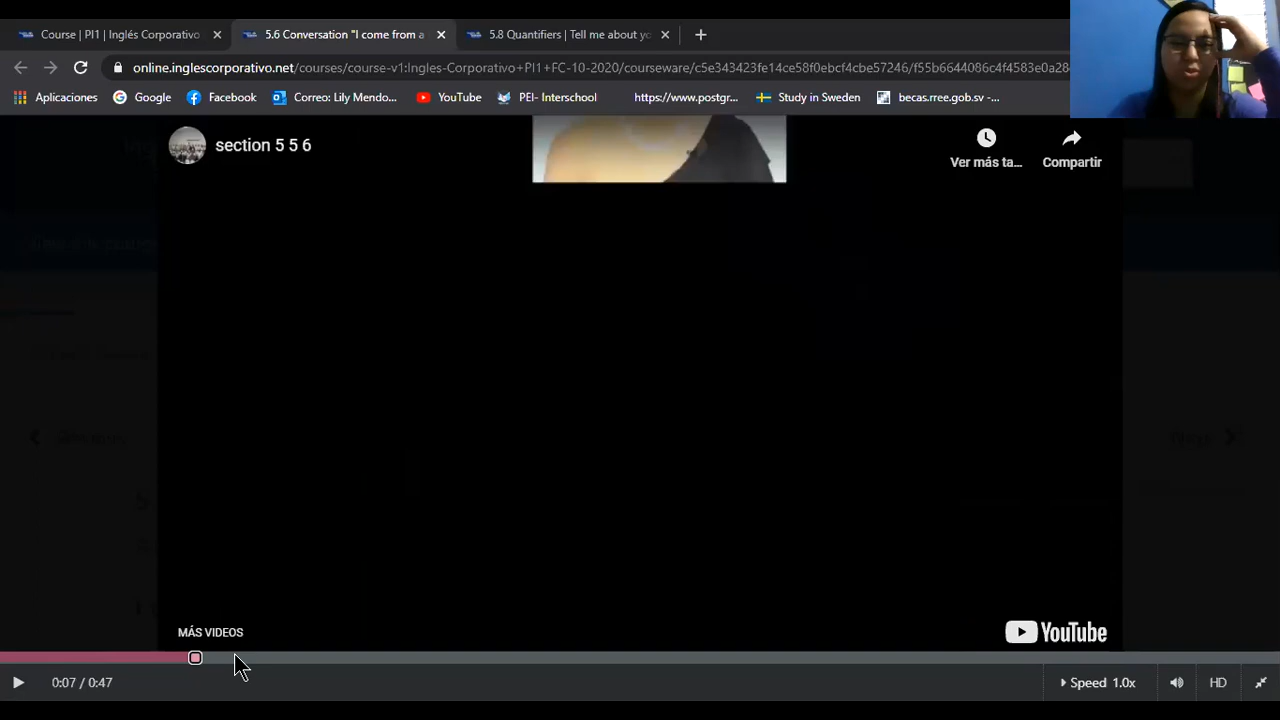 Course | PI1 | Inglés Corporativo
5.6 Conversation "I come from a
5.8 Quantifiers | Tell me about yo
online.inglescorporativo.net/courses/course-v1:Ingles-Corporativo+PI1+FC-10-2020/courseware/c5e343423fe14ce58f0ebcf4cbe57246/f55b6644086c4f4583e0a28
Aplicaciones
Google
Facebook
Correo: Lily Mendo...
YouTube
PEI- Interschool
https://www.postgr...
Study in Sweden
becas.rree.gob.sv -...
section 5 5 6
Ver más ta...
Compartir
MÁS VIDEOS
YouTube
0:07 / 0:47
Speed 1.0x
HD